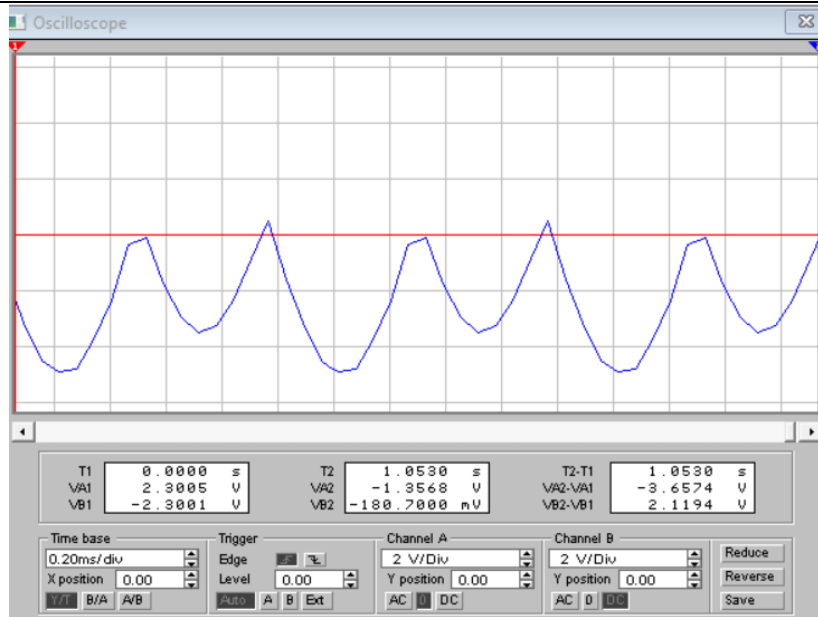 Oscilloscope
1
T1 0.0000 s T2 1.0530 s T2-T1 1.0530 s
VA1 2.3005 V VA2 -1.3568 V VA2-VA1 -3.6574 V
VB1 -2.3001 V VB2 -180.7000 mV VB2-VB1 2.1194 V
Time base Trigger Channel A Channel B
0.20ms/div Edge 2 V/Div 2 V/Div Reduce
X position 0.00 Level 0.00 Y position 0.00 Y position 0.00 Reverse
Y/T B/A A/B Auto A B Ext AC 0 DC AC 0 DC Save